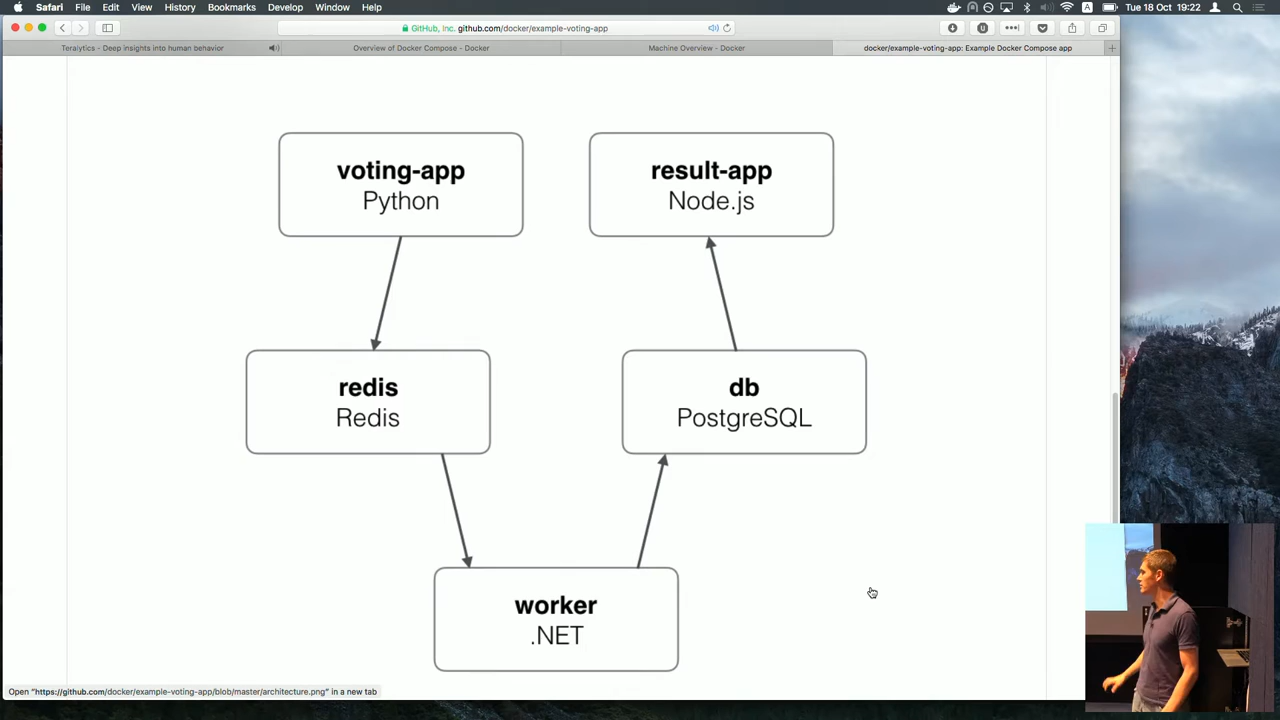 Safari File Edit View History Bookmarks Develop Window Help
A Tue 18 Oct 19:22
GitHub, Inc. github.com/docker/example-voting-app
Teralytics - Deep insights into human behavior
Overview of Docker Compose - Docker
Machine Overview - Docker
docker/example-voting-app: Example Docker Compose app
voting-app
Python
result-app
Node.js
redis
Redis
db
PostgreSQL
worker
.NET
Open "https://github.com/docker/example-voting-app/blob/master/architecture.png" in a new tab